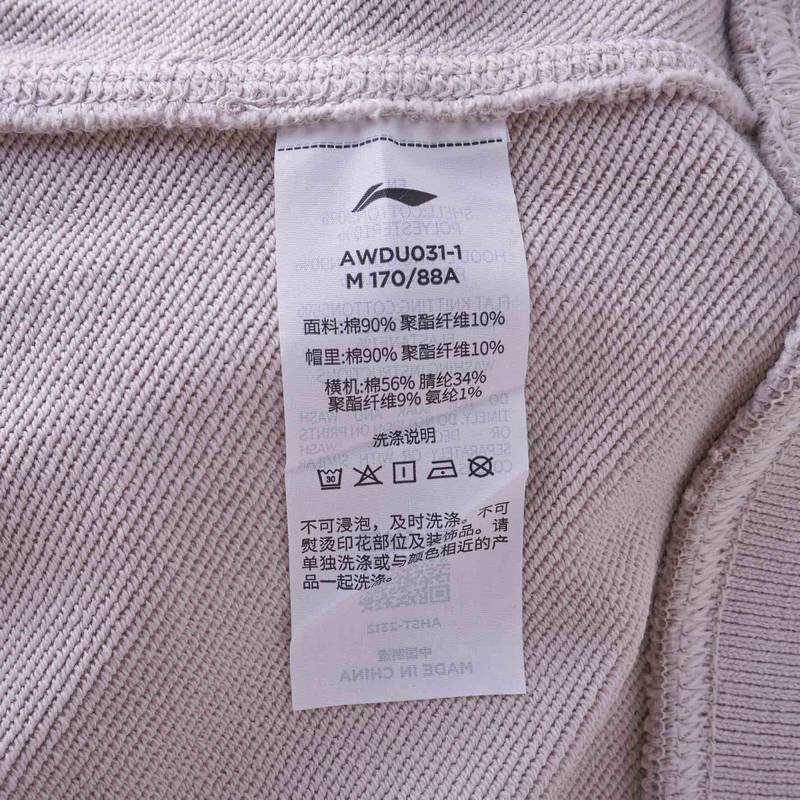 AWDU031-1
M 170/88A
面料:棉90% 聚酯纤维10%
帽里:棉90% 聚酯纤维10%
横机:棉56% 腈纶34%
聚酯纤维9% 氨纶1%
洗涤说明
30
不可浸泡，及时洗涤。不可
熨烫印花部位及装饰品。请
单独洗涤或与颜色相近的产
品一起洗涤。
AHST-2312
中国制造
MADE IN CHINA